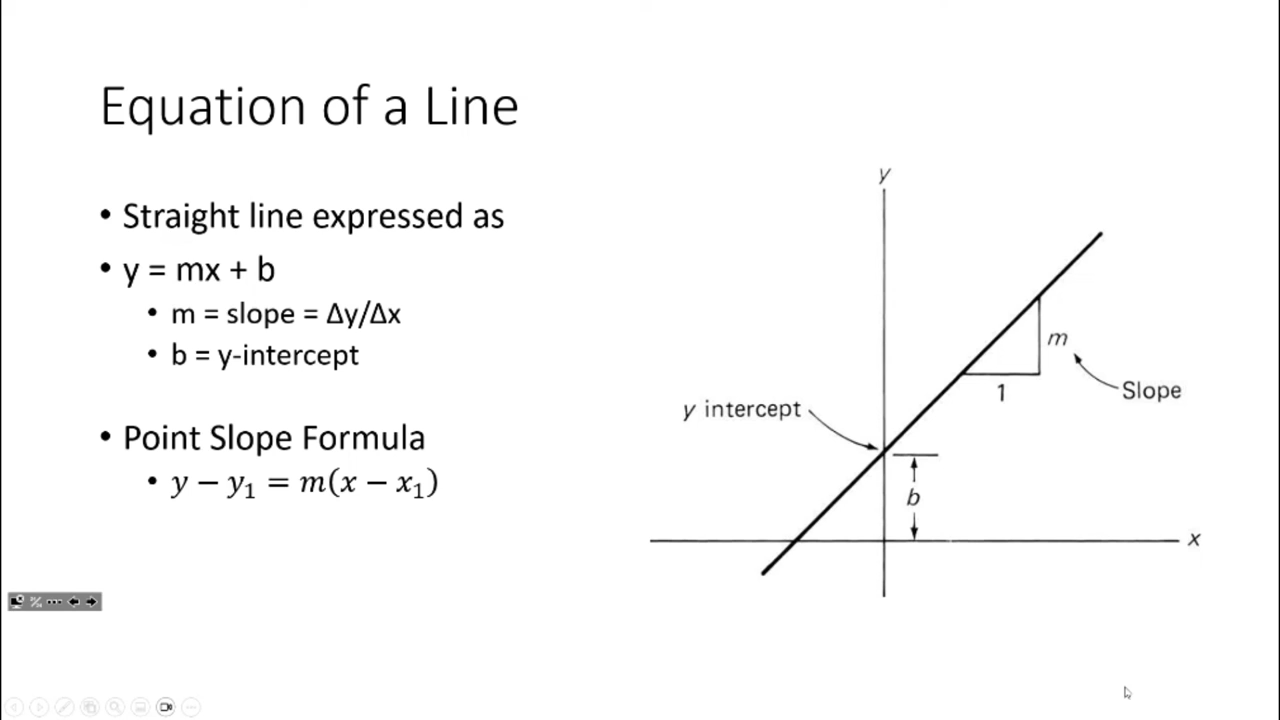 Equation of a Line
• Straight line expressed as
• y = mx + b
• m = slope = Δy/Δx
• b = y-intercept
• Point Slope Formula
• y − y₁ = m(x − x₁)
y
m
1
Slope
y intercept
b
x